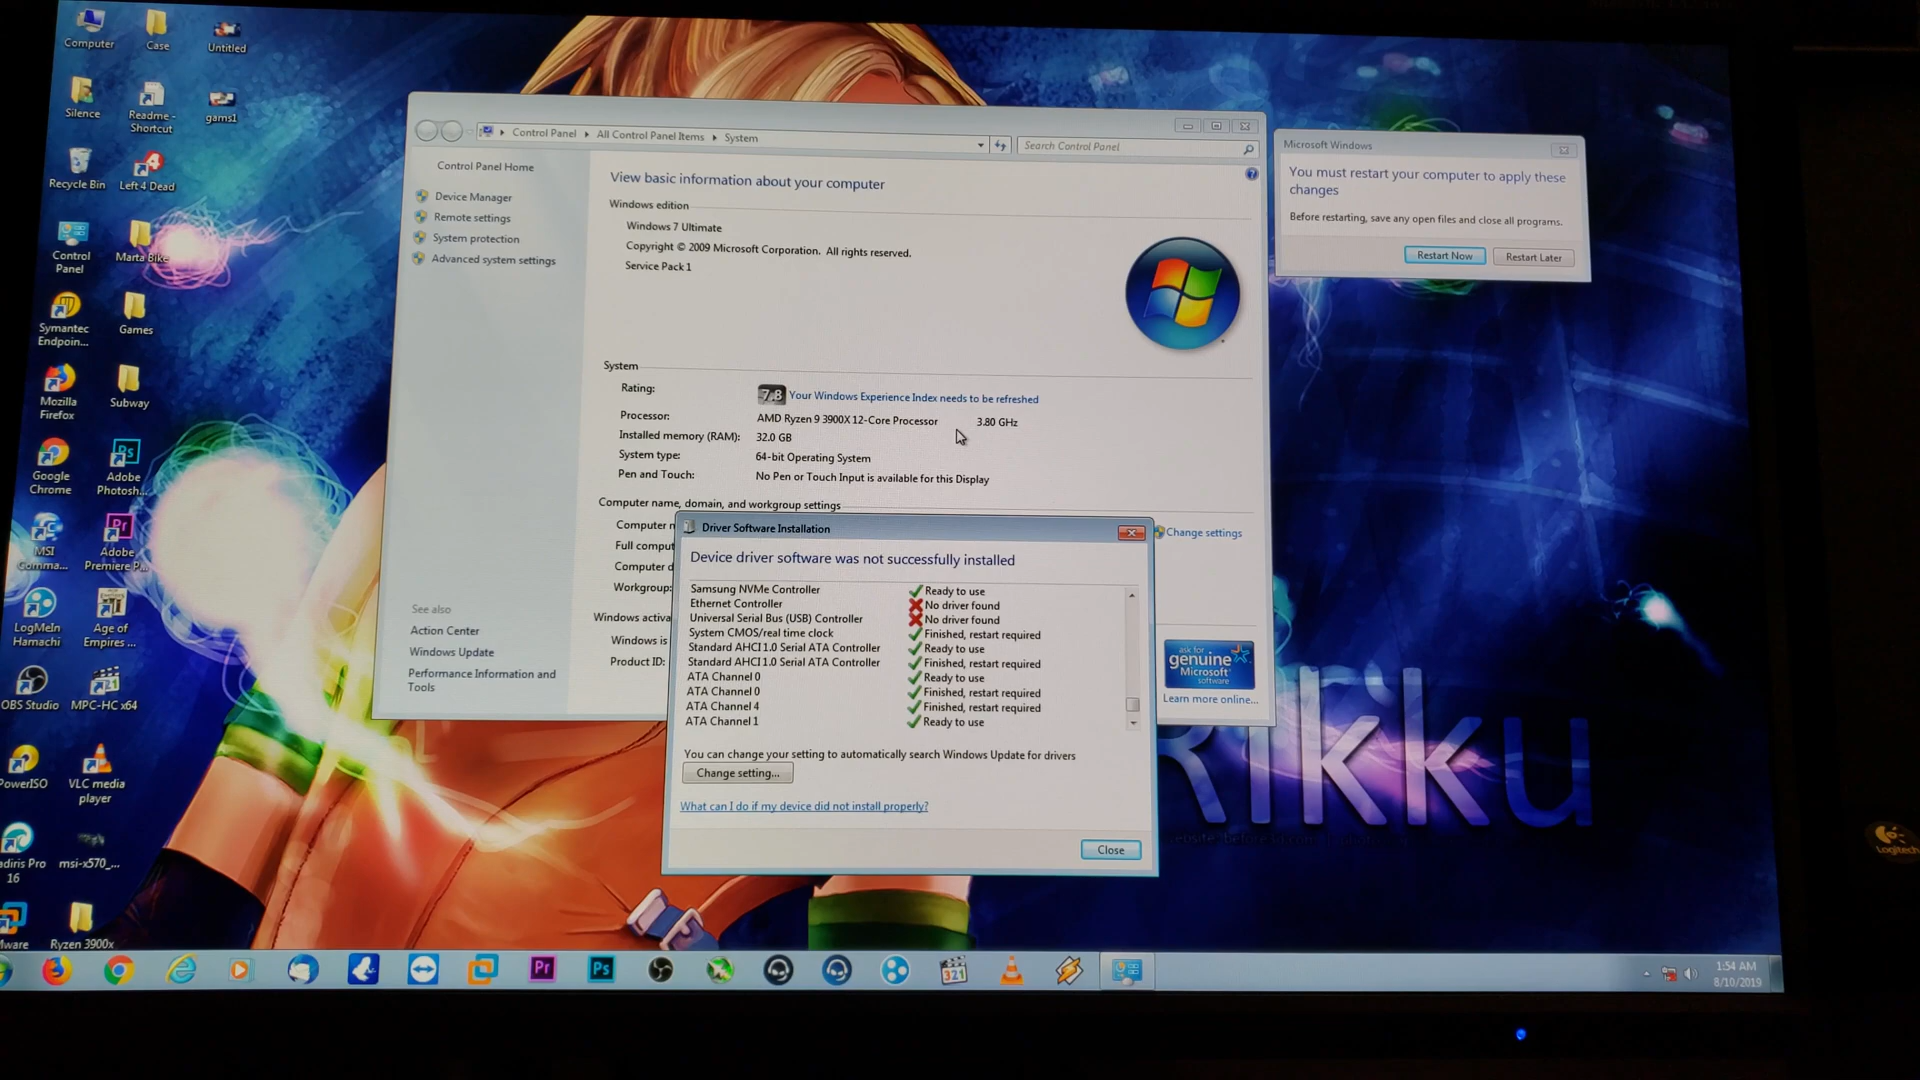 Computer
Case
Untitled
Silence
Readme -
Shortcut
gams1
Recycle Bin
Left 4 Dead
Control
Panel
Marta Bike
Symantec
Endpoin...
Games
Mozilla
Firefox
Subway
Google
Chrome
Adobe
Photosh...
MSI
Comma...
Adobe
Premiere P...
LogMeIn
Hamachi
Age of
Empires ...
OBS Studio
MPC-HC x64
PowerISO
VLC media
player
adiris Pro
16
msi-x570_...
Mware
Ryzen 3900x
Control Panel
All Control Panel Items
System
Search Control Panel
Control Panel Home
Device Manager
Remote settings
System protection
Advanced system settings
See also
Action Center
Windows Update
Performance Information and
Tools
View basic information about your computer
Windows edition
Windows 7 Ultimate
Copyright © 2009 Microsoft Corporation. All rights reserved.
Service Pack 1
System
Rating: 7.8 Your Windows Experience Index needs to be refreshed
Processor: AMD Ryzen 9 3900X 12-Core Processor 3.80 GHz
Installed memory (RAM): 32.0 GB
System type: 64-bit Operating System
Pen and Touch: No Pen or Touch Input is available for this Display
Computer name, domain, and workgroup settings
Computer n
Full comput
Computer d
Workgroup:
Change settings
Windows activa
Windows is
Product ID:
ask for
genuine
Microsoft
software
Learn more online...
Microsoft Windows
You must restart your computer to apply these
changes
Before restarting, save any open files and close all programs.
Restart Now
Restart Later
Driver Software Installation
Device driver software was not successfully installed
Samsung NVMe Controller Ready to use
Ethernet Controller No driver found
Universal Serial Bus (USB) Controller No driver found
System CMOS/real time clock Finished, restart required
Standard AHCI 1.0 Serial ATA Controller Ready to use
Standard AHCI 1.0 Serial ATA Controller Finished, restart required
ATA Channel 0 Ready to use
ATA Channel 0 Finished, restart required
ATA Channel 4 Finished, restart required
ATA Channel 1 Ready to use
You can change your setting to automatically search Windows Update for drivers
Change setting...
What can I do if my device did not install properly?
Close
Rikku
Pr
Ps
321
1:54 AM
8/10/2019
Logitech